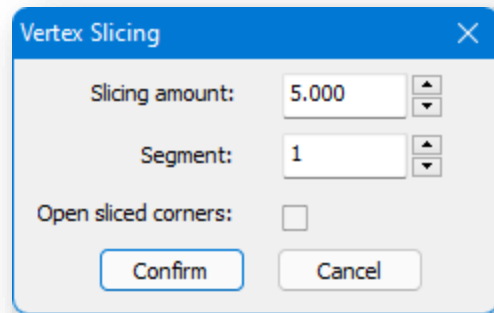 Vertex Slicing
Slicing amount: 5.000
Segment: 1
Open sliced corners:
Confirm Cancel